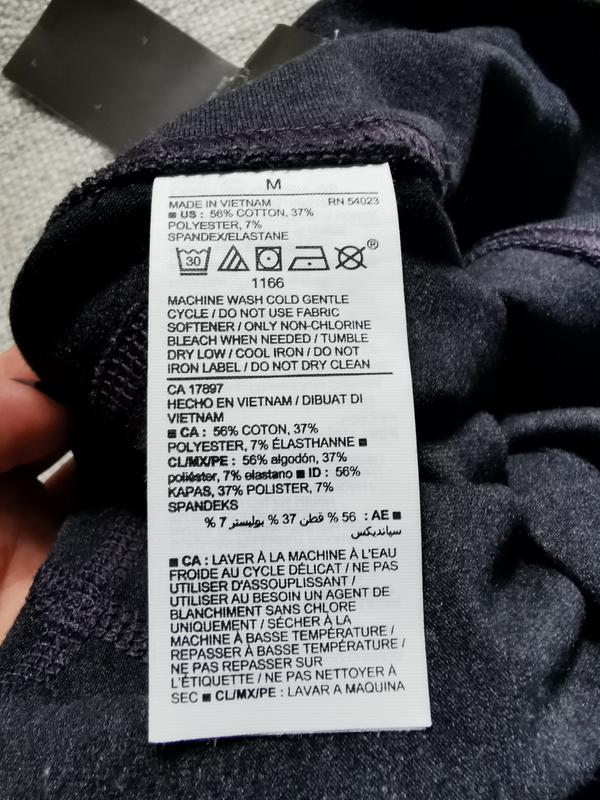 M
MADE IN VIETNAM RN 54023
■ US : 56% COTTON, 37%
POLYESTER, 7%
SPANDEX/ELASTANE
30
®
1166
MACHINE WASH COLD GENTLE
CYCLE / DO NOT USE FABRIC
SOFTENER / ONLY NON-CHLORINE
BLEACH WHEN NEEDED / TUMBLE
DRY LOW / COOL IRON / DO NOT
IRON LABEL / DO NOT DRY CLEAN
CA 17897
HECHO EN VIETNAM / DIBUAT DI
VIETNAM
■ CA : 56% COTON, 37%
POLYESTER, 7% ÉLASTHANNE ■
CL/MX/PE : 56% algodón, 37%
poliéster, 7% elastano ■ ID : 56%
KAPAS, 37% POLISTER, 7%
SPANDEKS
■ AE : 56 % قطن 37 % بوليستر 7 %
سباندیكس
■ CA : LAVER À LA MACHINE À L'EAU
FROIDE AU CYCLE DÉLICAT / NE PAS
UTILISER D'ASSOUPLISSANT /
UTILISER AU BESOIN UN AGENT DE
BLANCHIMENT SANS CHLORE
UNIQUEMENT / SÉCHER À LA
MACHINE À BASSE TEMPÉRATURE /
REPASSER À BASSE TEMPÉRATURE /
NE PAS REPASSER SUR
L'ÉTIQUETTE / NE PAS NETTOYER À
SEC ■ CL/MX/PE : LAVAR A MAQUINA